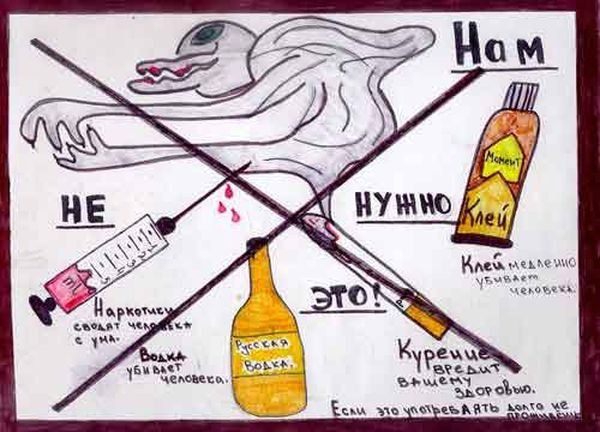 Нам
НЕ
НУЖНО
ЭТО!
Момент
Клей
Клей медленно
убивает
человека.
mL
Наркотики
сводят человека
с ума.
Водка
убивает
человека.
Русская
Водка.
Курение
вредит
вашему
здоровью.
Если это употреблять долго не